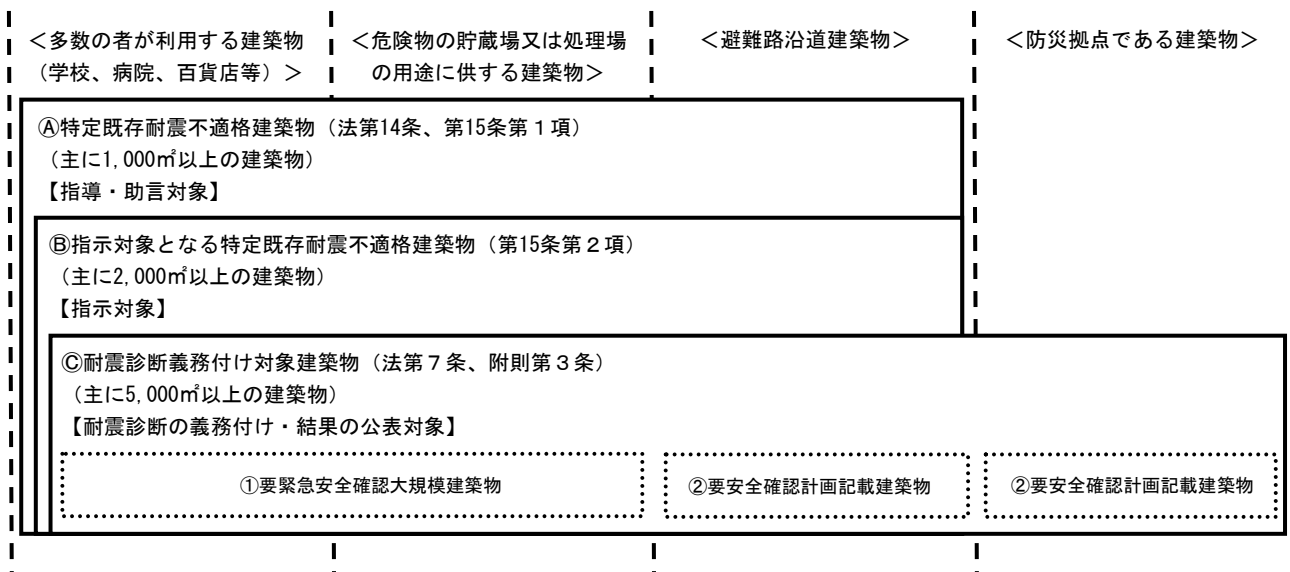 ＜多数の者が利用する建築物
（学校、病院、百貨店等）＞
＜危険物の貯蔵場又は処理場
の用途に供する建築物＞
＜避難路沿道建築物＞
＜防災拠点である建築物＞
Ⓐ特定既存耐震不適格建築物（法第14条、第15条第１項）
（主に1,000㎡以上の建築物）
【指導・助言対象】
Ⓑ指示対象となる特定既存耐震不適格建築物（第15条第２項）
（主に2,000㎡以上の建築物）
【指示対象】
Ⓒ耐震診断義務付け対象建築物（法第７条、附則第３条）
（主に5,000㎡以上の建築物）
【耐震診断の義務付け・結果の公表対象】
①要緊急安全確認大規模建築物
②要安全確認計画記載建築物
②要安全確認計画記載建築物